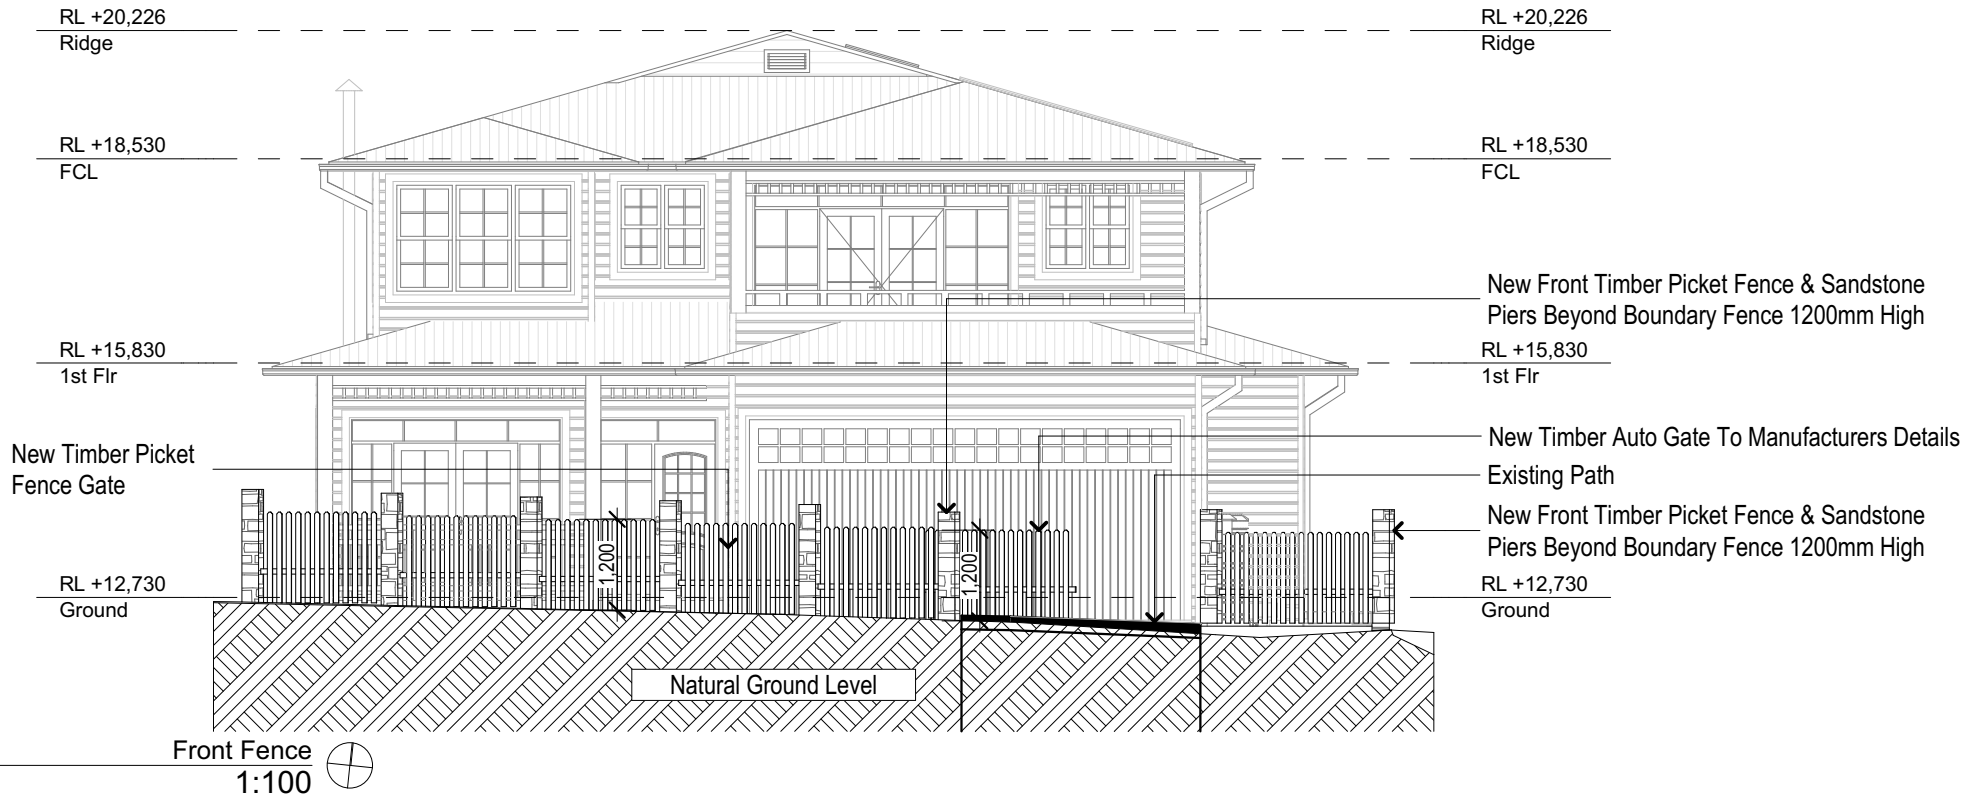 RL +20,226
Ridge
RL +20,226
Ridge
RL +18,530
FCL
RL +18,530
FCL
New Front Timber Picket Fence & Sandstone
Piers Beyond Boundary Fence 1200mm High
RL +15,830
1st Flr
RL +15,830
1st Flr
New Timber Picket
Fence Gate
New Timber Auto Gate To Manufacturers Details
Existing Path
New Front Timber Picket Fence & Sandstone
Piers Beyond Boundary Fence 1200mm High
1,200
1,200
RL +12,730
Ground
RL +12,730
Ground
Natural Ground Level
Front Fence
1:100